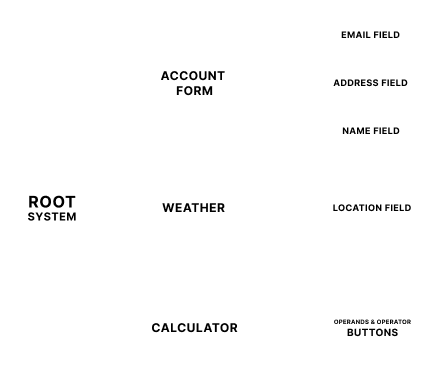 EMAIL FIELD
ACCOUNT
FORM
ADDRESS FIELD
NAME FIELD
ROOT
SYSTEM
WEATHER
LOCATION FIELD
CALCULATOR
OPERANDS & OPERATOR
BUTTONS